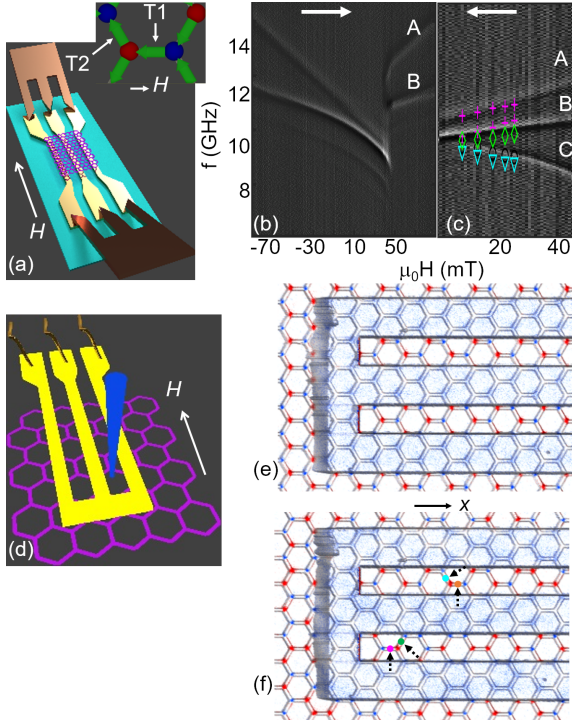 T1
T2
H
H
(a)
f (GHz)
14
12
10
8
A
B
(b)
A
B
C
(c)
-70 -30 10 50
20 40
μ₀H (mT)
H
(d)
(e)
x
(f)